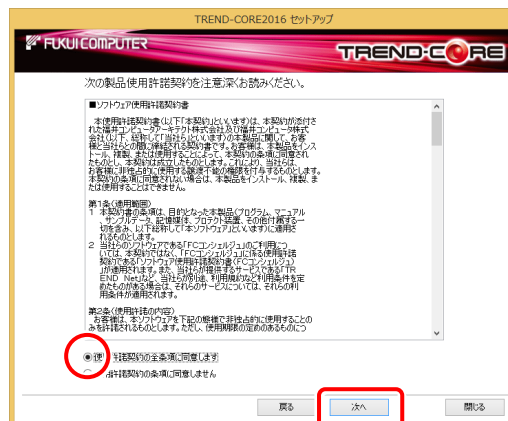 TREND-CORE2016 セットアップ
FUKUI COMPUTER
TREND-CORE
次の製品使用許諾契約を注意深くお読みください。
■ソフトウェア使用許諾契約書
本使用許諾契約書(以下「本契約」といいます)は、本契約が添付さ
れた福井コンピュータアーキテクト株式会社及び福井コンピュータ株式
会社(以下、総称して「当社ら」といいます)の本製品に関して、お客
様と当社らとの間に締結される契約書です。お客様は、本製品をインス
トール、複製、または使用することによって、本契約の条項に同意され
たものとし、本契約は成立したものとします。これにより、当社らは、
お客様に非独占的に使用する譲渡不能の権限を付与するものとします。
本契約の条項に同意されない場合は、本製品をインストール、複製、ま
たは使用することはできません。
第1条(適用範囲)
1 本契約書の条項は、目的となった本製品(プログラム、マニュアル
、サンプルデータ、記憶媒体、プロテクト装置、その他付属する一
切を含み、以下総称して「本ソフトウェア」といいます)に適用さ
れるものとします。
2 当社らのソフトウェアである「FCコンシェルジュ」のご利用につ
いては、本契約ではなく、「FCコンシェルジュ」に係る使用許諾
契約である「ソフトウェア使用許諾契約書(FCコンシェルジュ)
」が適用されます。また、当社らが提供するサービスである「TR
END Net」など、当社らが別途、利用規約など利用条件を定
めたものがある場合は、それらのサービスについては、それらの利
用条件が適用されます。
第2条(使用許諾の内容)
お客様は、本ソフトウェアを下記の態様で非独占的に使用することの
みを許諾されるものとします。ただし、使用期限の定めのあるものにつ
使 許諾契約の全条項に同意します
許諾契約の条項に同意しません
戻る 次へ 閉じる